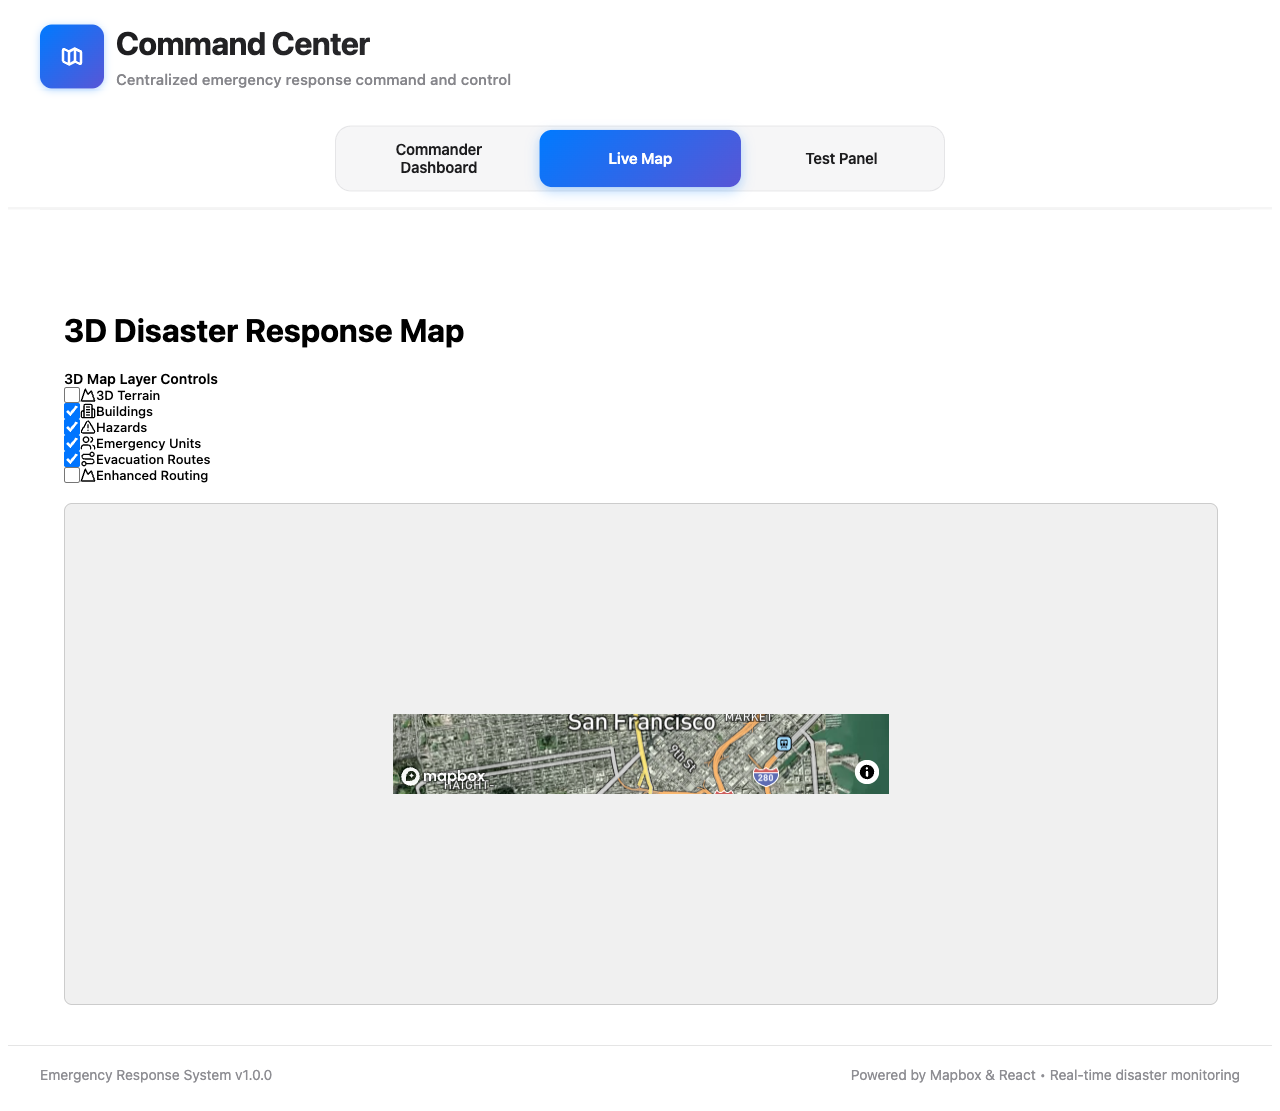 Command Center
Centralized emergency response command and control
Commander
Dashboard
Live Map
Test Panel
3D Disaster Response Map
3D Map Layer Controls
3D Terrain
Buildings
Hazards
Emergency Units
Evacuation Routes
Enhanced Routing
San Francisco
MARKET
9th St
280
mapbox
HAIGHT-
Emergency Response System v1.0.0
Powered by Mapbox & React • Real-time disaster monitoring